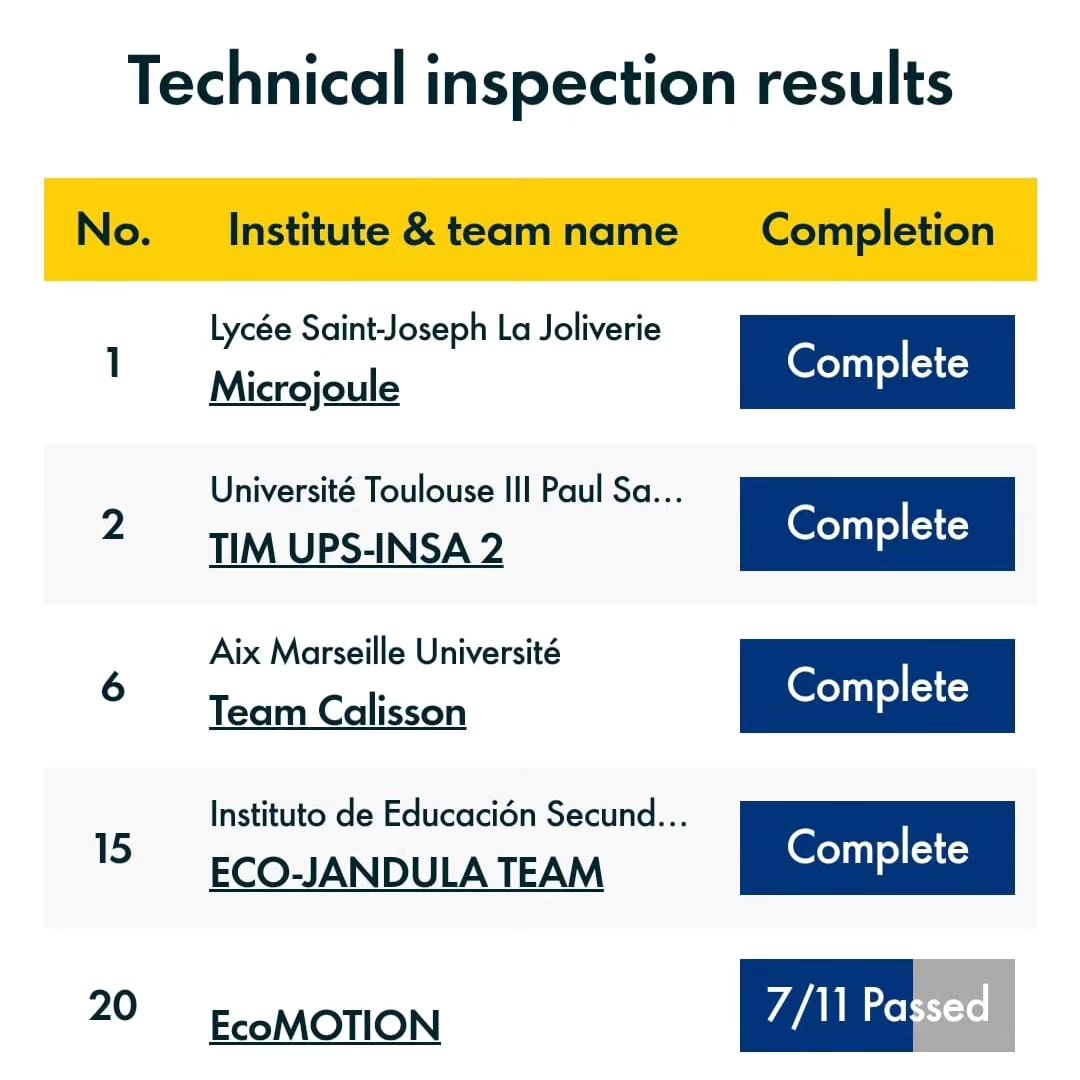 Technical inspection results
No. Institute & team name Completion
Lycée Saint-Joseph La Joliverie
1 Microjoule Complete
Université Toulouse III Paul Sa...
2 TIM UPS-INSA 2 Complete
Aix Marseille Université
6 Team Calisson Complete
Instituto de Educación Secund...
15 ECO-JANDULA TEAM Complete
20 EcoMOTION 7/11 Passed